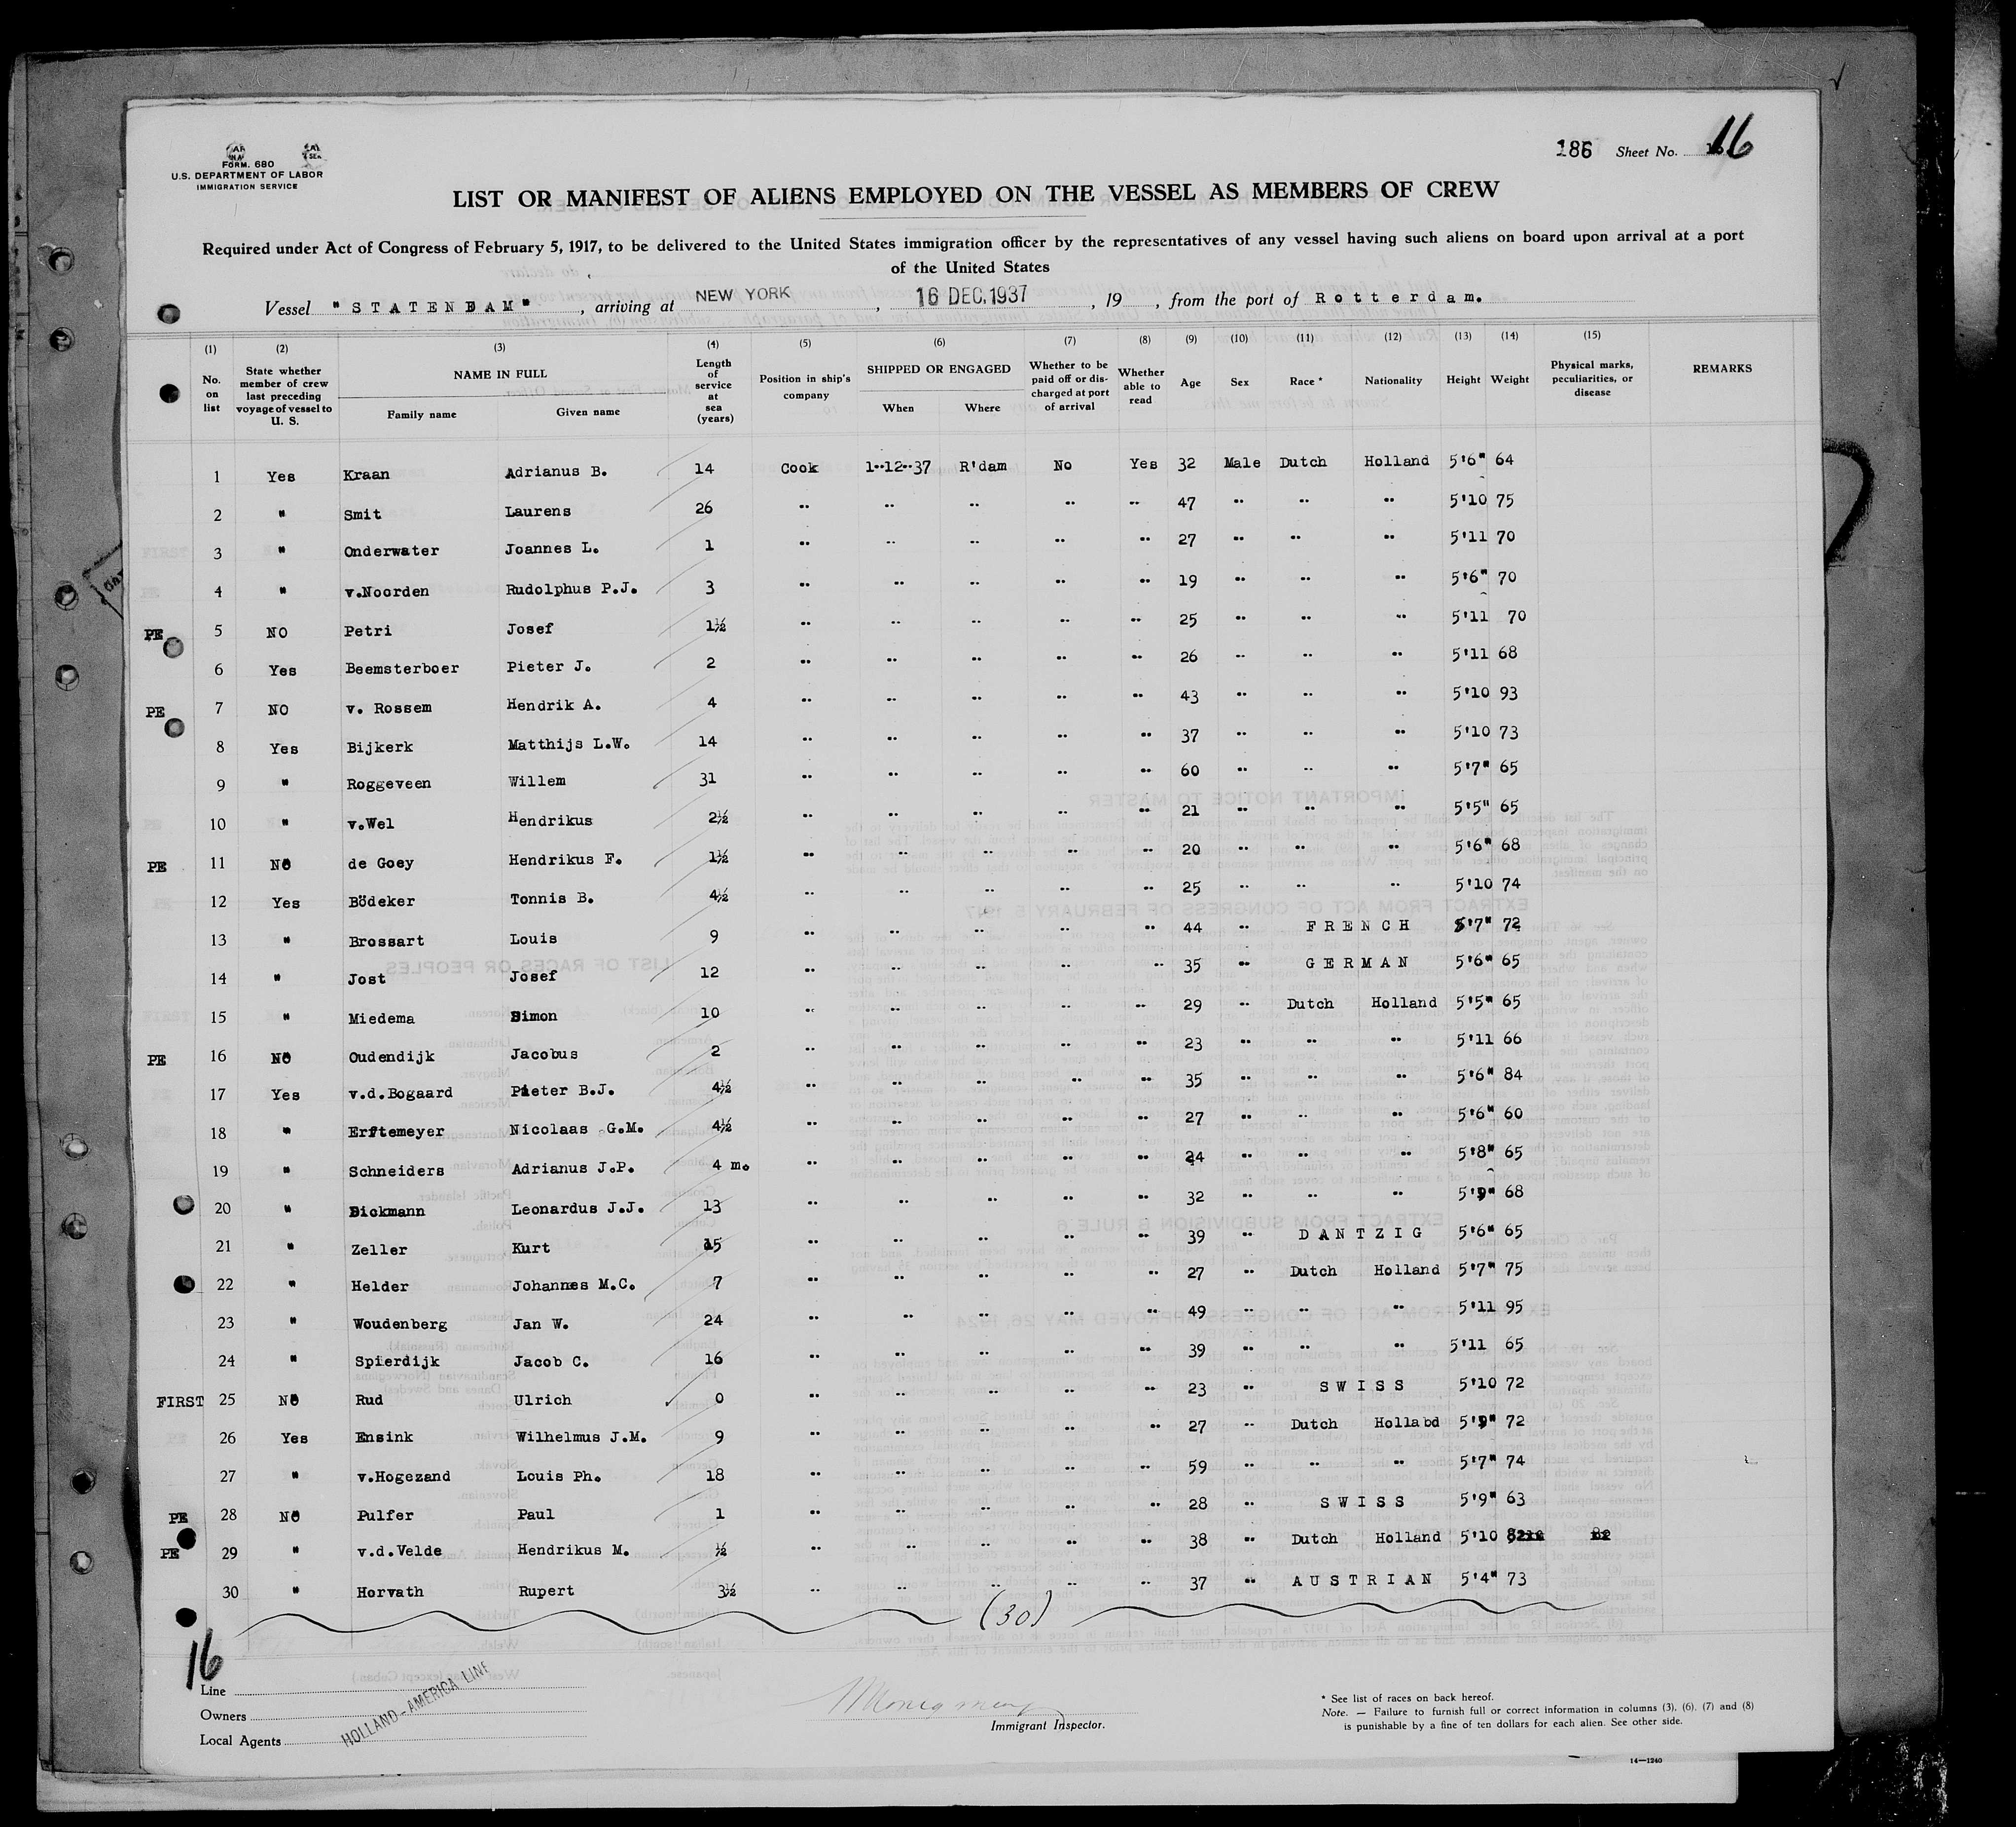 186 Sheet No. 16
FORM. 680
U.S. DEPARTMENT OF LABOR
IMMIGRATION SERVICE
LIST OR MANIFEST OF ALIENS EMPLOYED ON THE VESSEL AS MEMBERS OF CREW
Required under Act of Congress of February 5, 1917, to be delivered to the United States immigration officer by the representatives of any vessel having such aliens on board upon arrival at a port
of the United States
Vessel "STATENDAM", arriving at NEW YORK, 16 DEC. 1937, 19 , from the port of Rotterdam.
(1) (2) (3) (4) (5) (6) (7) (8) (9) (10) (11) (12) (13) (14) (15)
No. on list State whether member of crew last preceding voyage of vessel to U. S. NAME IN FULL Family name Given name Length of service at sea (years) Position in ship's company SHIPPED OR ENGAGED When Where Whether to be paid off or discharged at port of arrival Whether able to read Age Sex Race * Nationality Height Weight Physical marks, peculiarities, or disease REMARKS
1 Yes Kraan Adrianus B. 14 Cook 1-12-37 R'dam No Yes 32 Male Dutch Holland 5'6" 64
2 " Smit Laurens 26 " " " " " 47 " " " 5'10 75
3 " Onderwater Joannes L. 1 " " " " " 27 " " " 5'11 70
4 " v.Noorden Rudolphus P.J. 3 " " " " " 19 " " " 5'6" 70
PE 5 NO Petri Josef 1½ " " " " " 25 " " " 5'11 70
6 Yes Beemsterboer Pieter J. 2 " " " " " 26 " " " 5'11 68
PE 7 NO v. Rossem Hendrik A. 4 " " " " " 43 " " " 5'10 93
8 Yes Bijkerk Matthijs L.W. 14 " " " " " 37 " " " 5'10 73
9 " Roggeveen Willem 31 " " " " " 60 " " " 5'7" 65
10 " v.Wel Hendrikus 2½ " " " " " 21 " " " 5'5" 65
PE 11 NO de Goey Hendrikus F. 1½ " " " " " 20 " " " 5'6" 68
12 Yes Bödeker Tonnis B. 4½ " " " " " 25 " " " 5'10 74
13 " Brossart Louis 9 " " " " " 44 " FRENCH 5'7" 72
14 " Jost Josef 12 " " " " " 35 " GERMAN 5'6" 65
15 " Miedema Simon 10 " " " " " 29 " Dutch Holland 5'5" 65
PE 16 NO Oudendijk Jacobus 2 " " " " " 23 " " " 5'11 66
17 Yes v.d.Bogaard Pieter B.J. 4½ " " " " " 35 " " " 5'6" 84
18 " Erftemeyer Nicolaas G.M. 4½ " " " " " 27 " " " 5'6" 60
19 " Schneiders Adrianus J.P. 4 m. " " " " " 24 " " " 5'8" 65
20 " Dickmann Leonardus J.J. 13 " " " " " 32 " " " 5'9" 68
21 " Zeller Kurt 15 " " " " " 39 " DANTZIG 5'6" 65
22 " Helder Johannes M.C. 7 " " " " " 27 " Dutch Holland 5'7" 75
23 " Woudenberg Jan W. 24 " " " " " 49 " " " 5'11 95
24 " Spierdijk Jacob C. 16 " " " " " 39 " " " 5'11 65
FIRST 25 NO Rud Ulrich 0 " " " " " 23 " SWISS 5'10 72
26 Yes Ensink Wilhelmus J.M. 9 " " " " " 27 " Dutch Hollabd 5'9" 72
27 " v.Hogezand Louis Ph. 18 " " " " " 59 " " " 5'7" 74
PE 28 NO Pulfer Paul 1 " " " " " 28 " SWISS 5'9" 63
PE 29 " v.d.Velde Hendrikus M. ½ " " " " " 38 " Dutch Holland 5'10
30 " Horvath Rupert 3½ " " " " " 37 " AUSTRIAN 5'4" 73
(30)
16
Line
Owners
Local Agents
HOLLAND-AMERICA LINE
Immigrant Inspector.
* See list of races on back hereof.
Note. — Failure to furnish full or correct information in columns (3), (6), (7) and (8)
is punishable by a fine of ten dollars for each alien. See other side.
14—1240